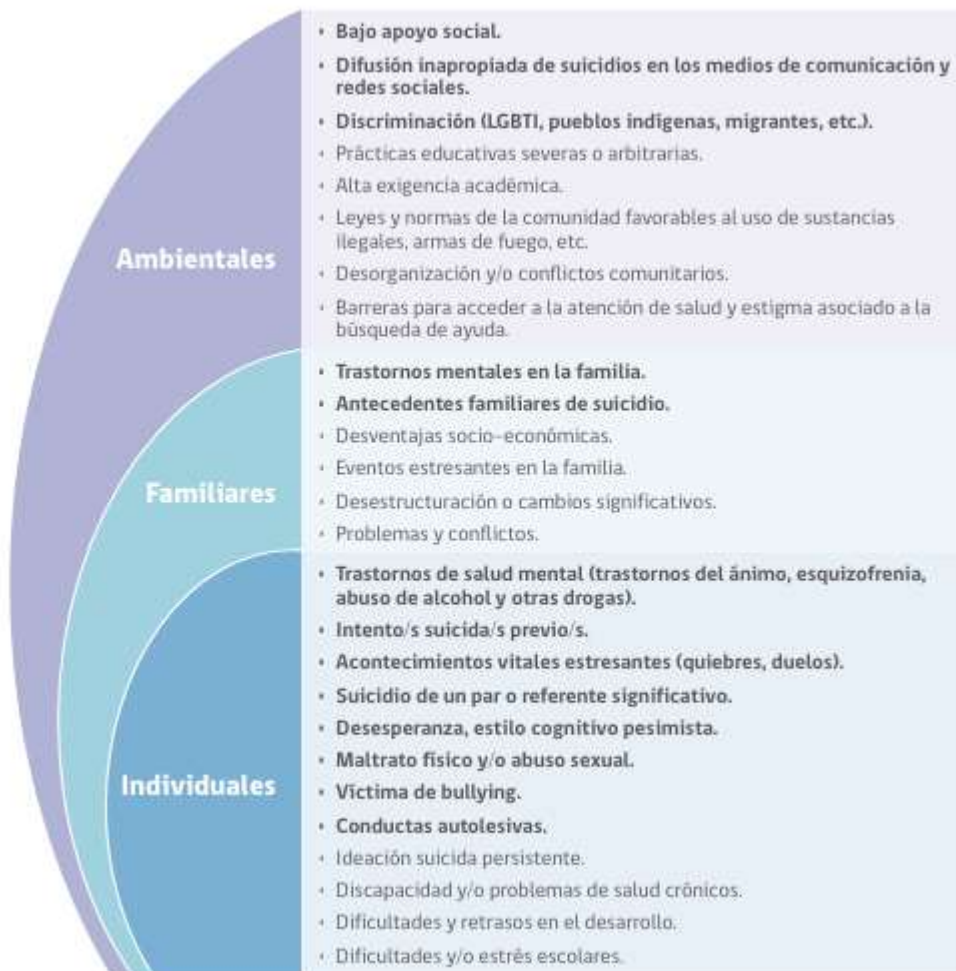 • Bajo apoyo social.
• Difusión inapropiada de suicidios en los medios de comunicación y
redes sociales.
• Discriminación (LGBTI, pueblos indígenas, migrantes, etc.).
• Prácticas educativas severas o arbitrarias.
• Alta exigencia académica.
• Leyes y normas de la comunidad favorables al uso de sustancias
ilegales, armas de fuego, etc.
Ambientales
• Desorganización y/o conflictos comunitarios.
• Barreras para acceder a la atención de salud y estigma asociado a la
búsqueda de ayuda.
• Trastornos mentales en la familia.
• Antecedentes familiares de suicidio.
• Desventajas socio-económicas.
• Eventos estresantes en la familia.
Familiares
• Desestructuración o cambios significativos.
• Problemas y conflictos.
• Trastornos de salud mental (trastornos del ánimo, esquizofrenia,
abuso de alcohol y otras drogas).
• Intento/s suicida/s previo/s.
• Acontecimientos vitales estresantes (quiebres, duelos).
• Suicidio de un par o referente significativo.
• Desesperanza, estilo cognitivo pesimista.
• Maltrato físico y/o abuso sexual.
Individuales
• Víctima de bullying.
• Conductas autolesivas.
• Ideación suicida persistente.
• Discapacidad y/o problemas de salud crónicos.
• Dificultades y retrasos en el desarrollo.
• Dificultades y/o estrés escolares.